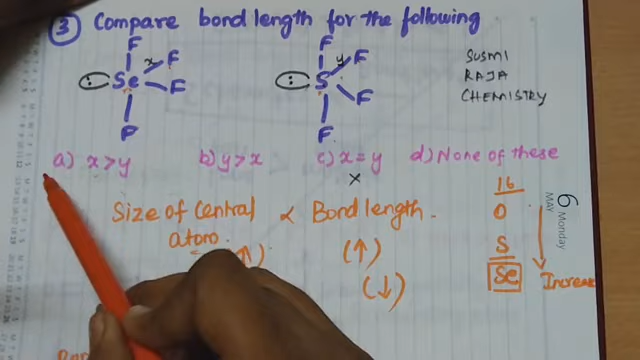 ③ Compare bond length for the following
F
Se
x
F
F
F
F
S
y
F
F
F
SUSMI
RAJA
CHEMISTRY
a) x > y
b) y > x
c) x = y
d) None of these
x
Size of Central atom ∝ Bond length.
(↑)
(↓)
16
O
S
Se
Increase
6 Monday
MAY